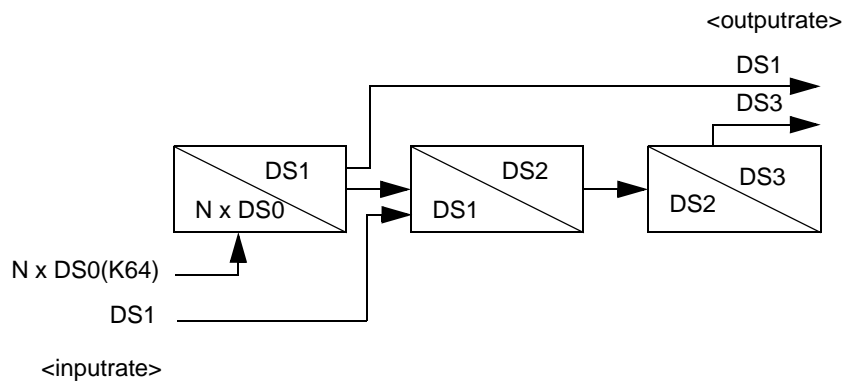 <outputrate>
DS1
DS3
DS1
N x DS0
DS2
DS1
DS3
DS2
N x DS0(K64)
DS1
<inputrate>